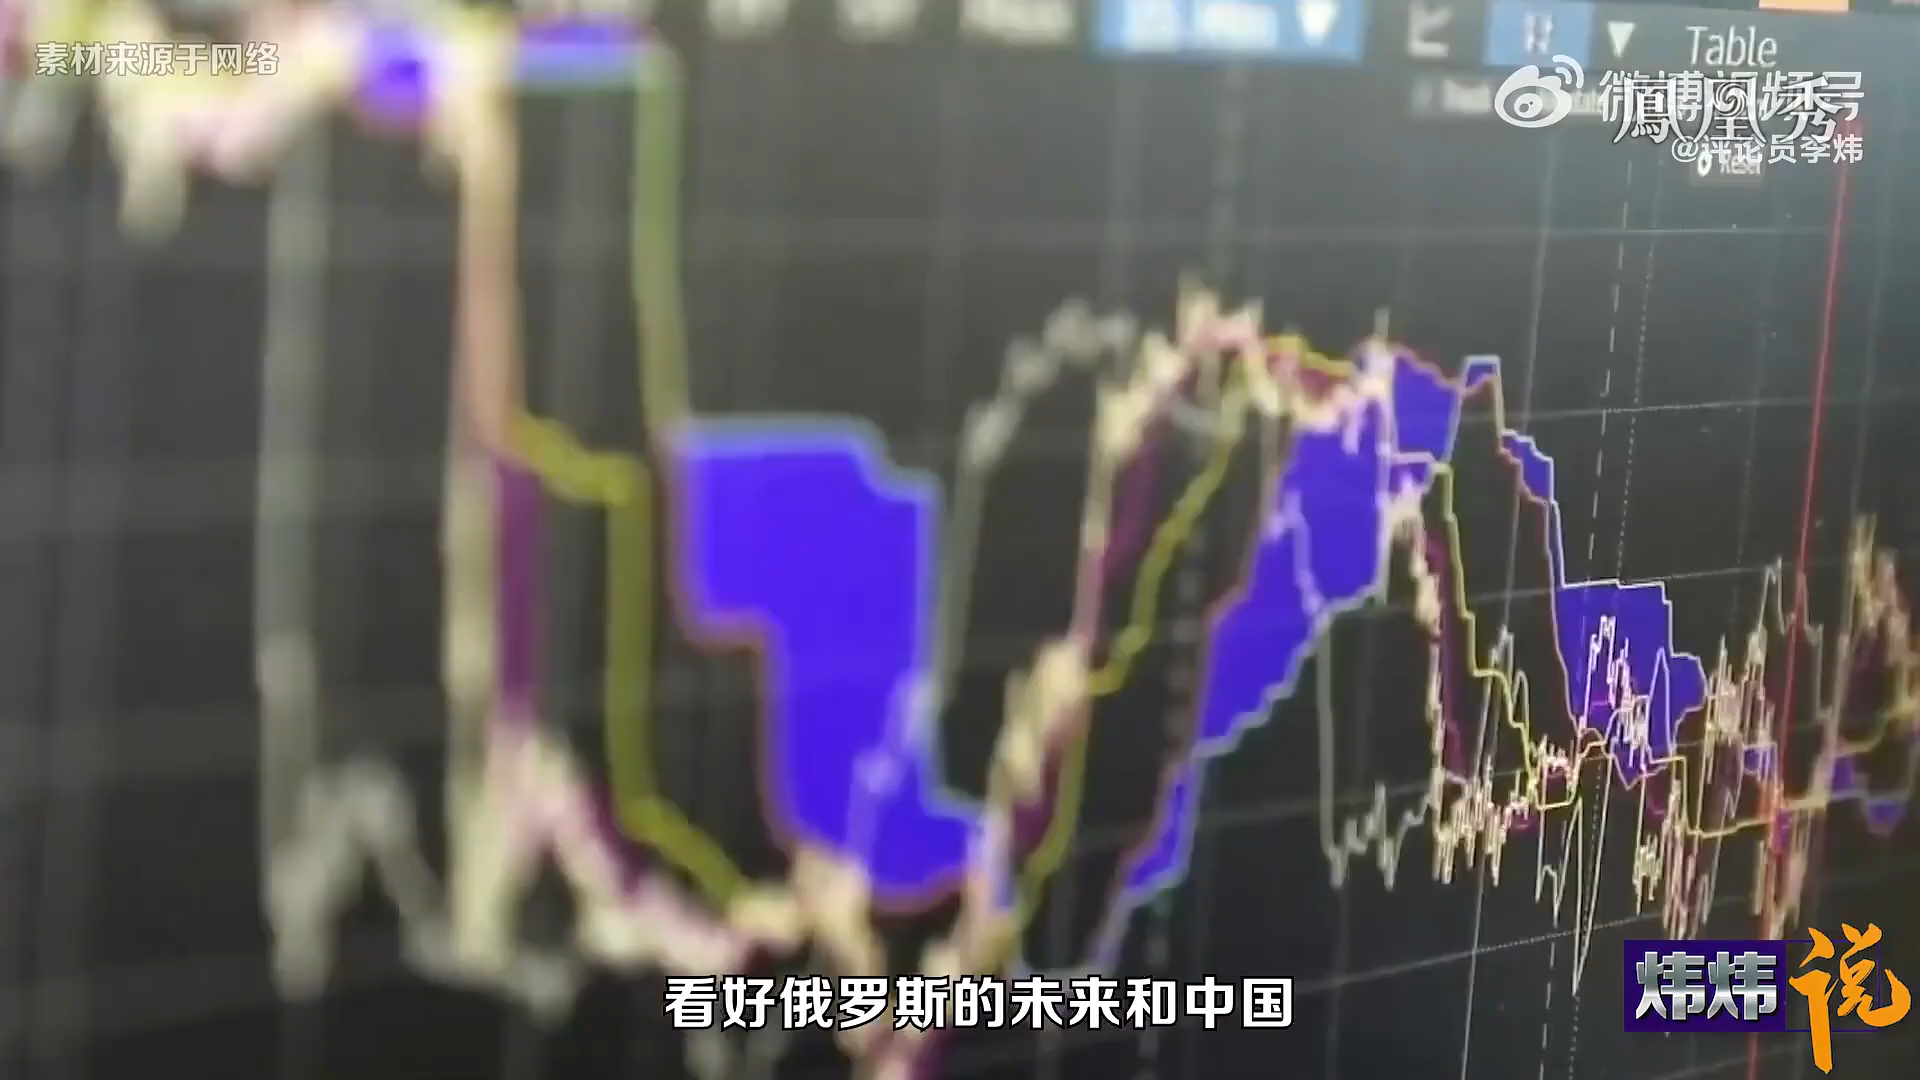 素材来源于网络
Table
微博视频号
鳳凰秀
@评论员李炜
Reset
看好俄罗斯的未来和中国
炜炜说